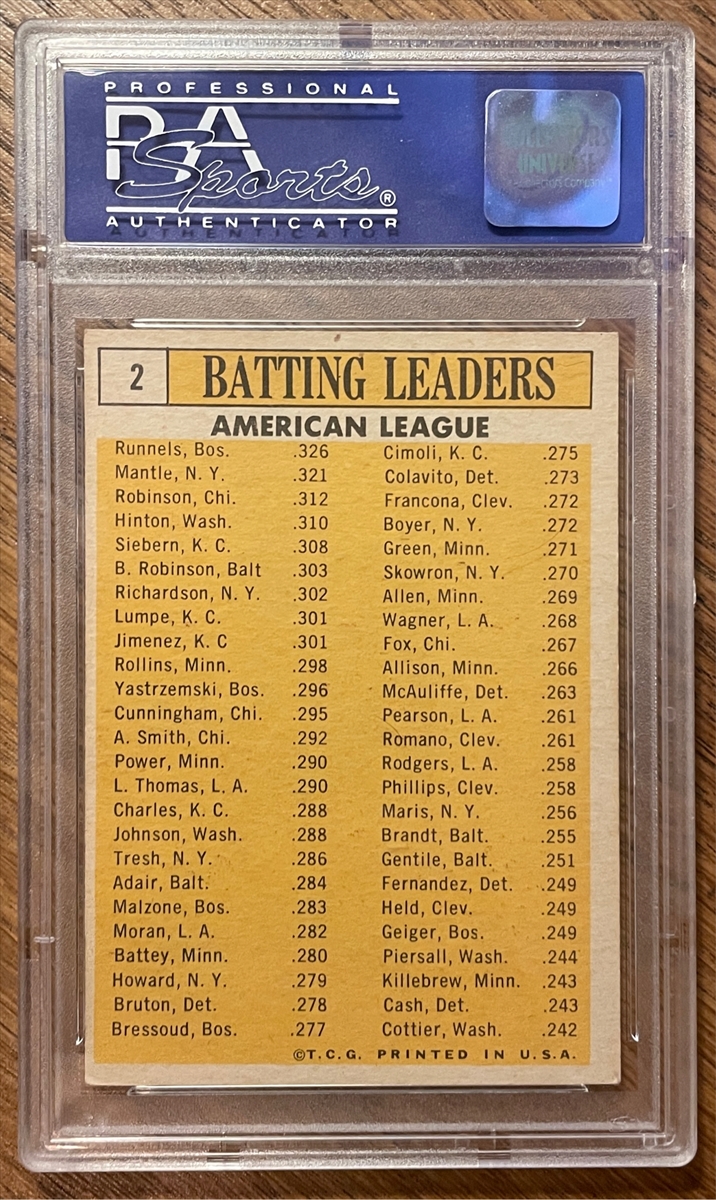 PROFESSIONAL
PSA
Sports®
AUTHENTICATOR
COLLECTORS
UNIVERSE
2
BATTING LEADERS
AMERICAN LEAGUE
Runnels, Bos. .326
Mantle, N. Y. .321
Robinson, Chi. .312
Hinton, Wash. .310
Siebern, K. C. .308
B. Robinson, Balt .303
Richardson, N. Y. .302
Lumpe, K. C. .301
Jimenez, K. C .301
Rollins, Minn. .298
Yastrzemski, Bos. .296
Cunningham, Chi. .295
A. Smith, Chi. .292
Power, Minn. .290
L. Thomas, L. A. .290
Charles, K. C. .288
Johnson, Wash. .288
Tresh, N. Y. .286
Adair, Balt. .284
Malzone, Bos. .283
Moran, L. A. .282
Battey, Minn. .280
Howard, N. Y. .279
Bruton, Det. .278
Bressoud, Bos. .277
Cimoli, K. C. .275
Colavito, Det. .273
Francona, Clev. .272
Boyer, N. Y. .272
Green, Minn. .271
Skowron, N. Y. .270
Allen, Minn. .269
Wagner, L. A. .268
Fox, Chi. .267
Allison, Minn. .266
McAuliffe, Det. .263
Pearson, L. A. .261
Romano, Clev. .261
Rodgers, L. A. .258
Phillips, Clev. .258
Maris, N. Y. .256
Brandt, Balt. .255
Gentile, Balt. .251
Fernandez, Det. .249
Held, Clev. .249
Geiger, Bos. .249
Piersall, Wash. .244
Killebrew, Minn. .243
Cash, Det. .243
Cottier, Wash. .242
©T.C.G. PRINTED IN U.S.A.